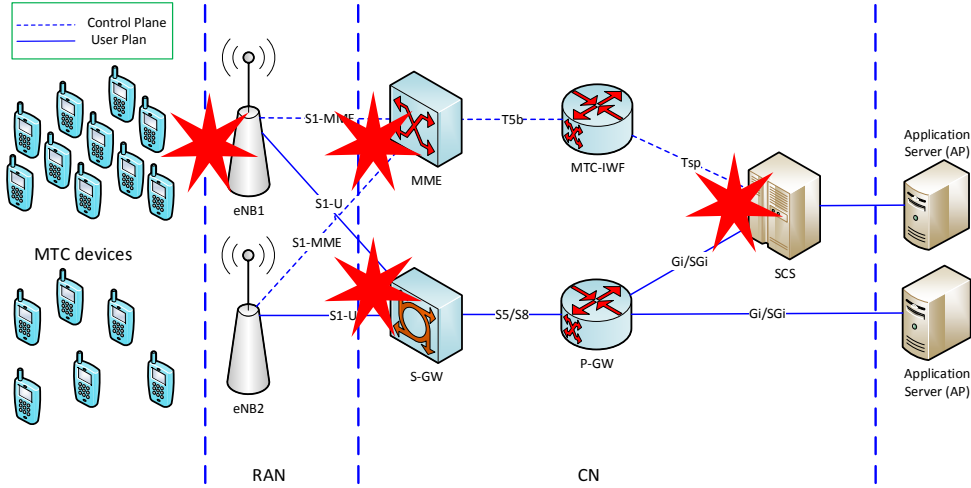 Control Plane
User Plan
S1-MME
T5b
MTC-IWF
Tsp
Application
Server (AP)
MME
eNB1
S1-U
S1-MME
MTC devices
Gi/SGi
SCS
S1-U
S5/S8
Gi/SGi
S-GW
P-GW
Application
Server (AP)
eNB2
RAN
CN